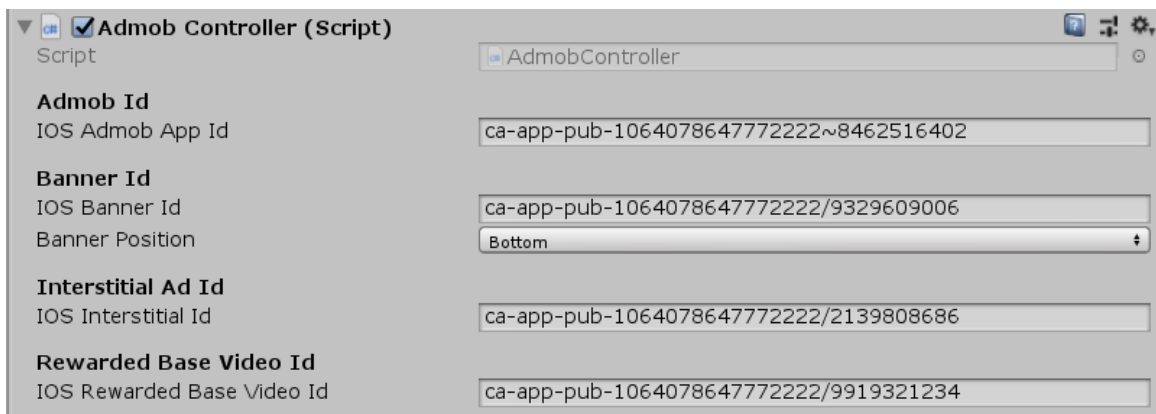 Admob Controller (Script)
Script AdmobController
Admob Id
IOS Admob App Id ca-app-pub-1064078647772222~8462516402
Banner Id
IOS Banner Id ca-app-pub-1064078647772222/9329609006
Banner Position Bottom
Interstitial Ad Id
IOS Interstitial Id ca-app-pub-1064078647772222/2139808686
Rewarded Base Video Id
IOS Rewarded Base Video Id ca-app-pub-1064078647772222/9919321234